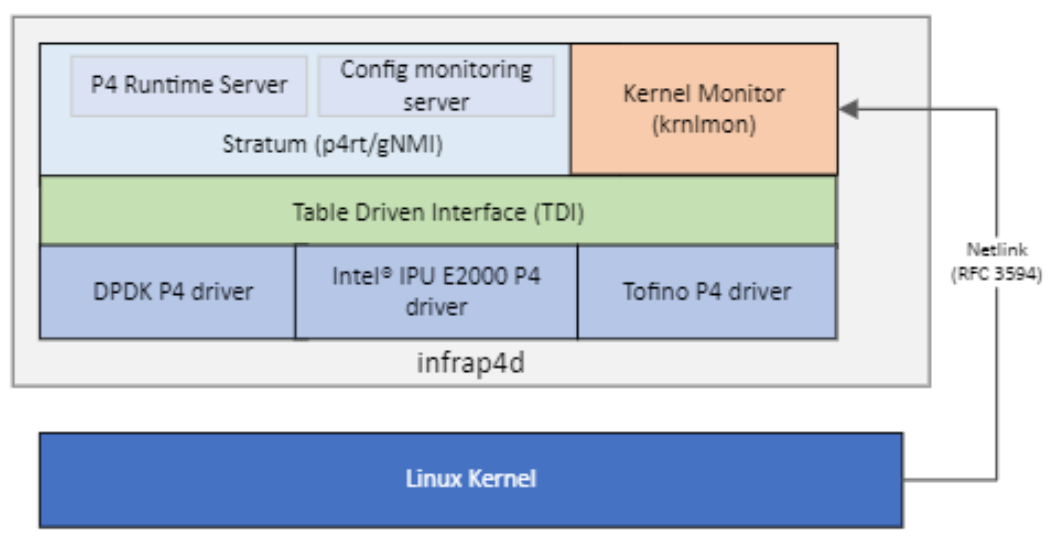 P4 Runtime Server
Config monitoring
server
Stratum (p4rt/gNMI)
Kernel Monitor
(krnlmon)
Table Driven Interface (TDI)
DPDK P4 driver
Intel® IPU E2000 P4
driver
Tofino P4 driver
infrap4d
Netlink
(RFC 3594)
Linux Kernel